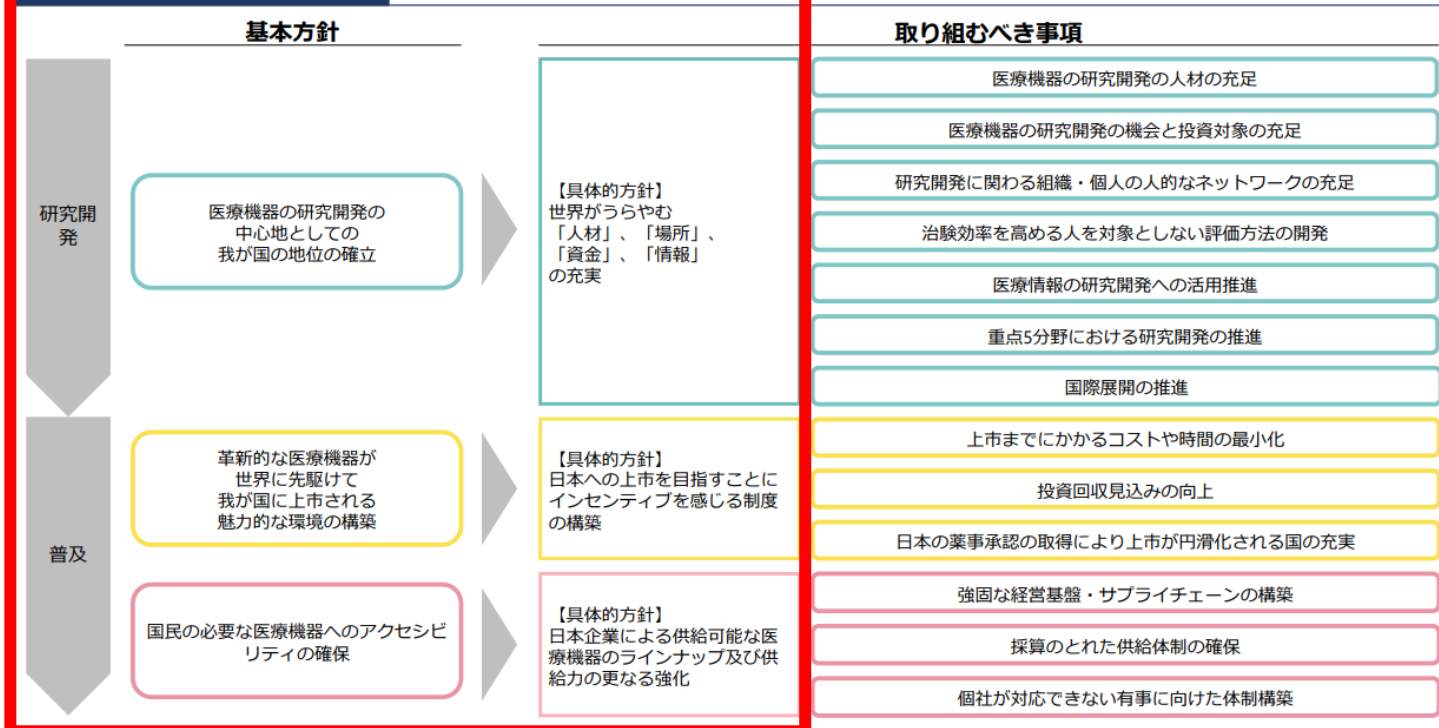 基本方針
取り組むべき事項
研究開
発
医療機器の研究開発の
中心地としての
我が国の地位の確立
【具体的方針】
世界がうらやむ
「人材」、「場所」、
「資金」、「情報」
の充実
医療機器の研究開発の人材の充足
医療機器の研究開発の機会と投資対象の充足
研究開発に関わる組織・個人の人的なネットワークの充足
治験効率を高める人を対象としない評価方法の開発
医療情報の研究開発への活用推進
重点5分野における研究開発の推進
国際展開の推進
普及
革新的な医療機器が
世界に先駆けて
我が国に上市される
魅力的な環境の構築
【具体的方針】
日本への上市を目指すことに
インセンティブを感じる制度
の構築
上市までにかかるコストや時間の最小化
投資回収見込みの向上
日本の薬事承認の取得により上市が円滑化される国の充実
国民の必要な医療機器へのアクセシビ
リティの確保
【具体的方針】
日本企業による供給可能な医
療機器のラインナップ及び供
給力の更なる強化
強固な経営基盤・サプライチェーンの構築
採算のとれた供給体制の確保
個社が対応できない有事に向けた体制構築